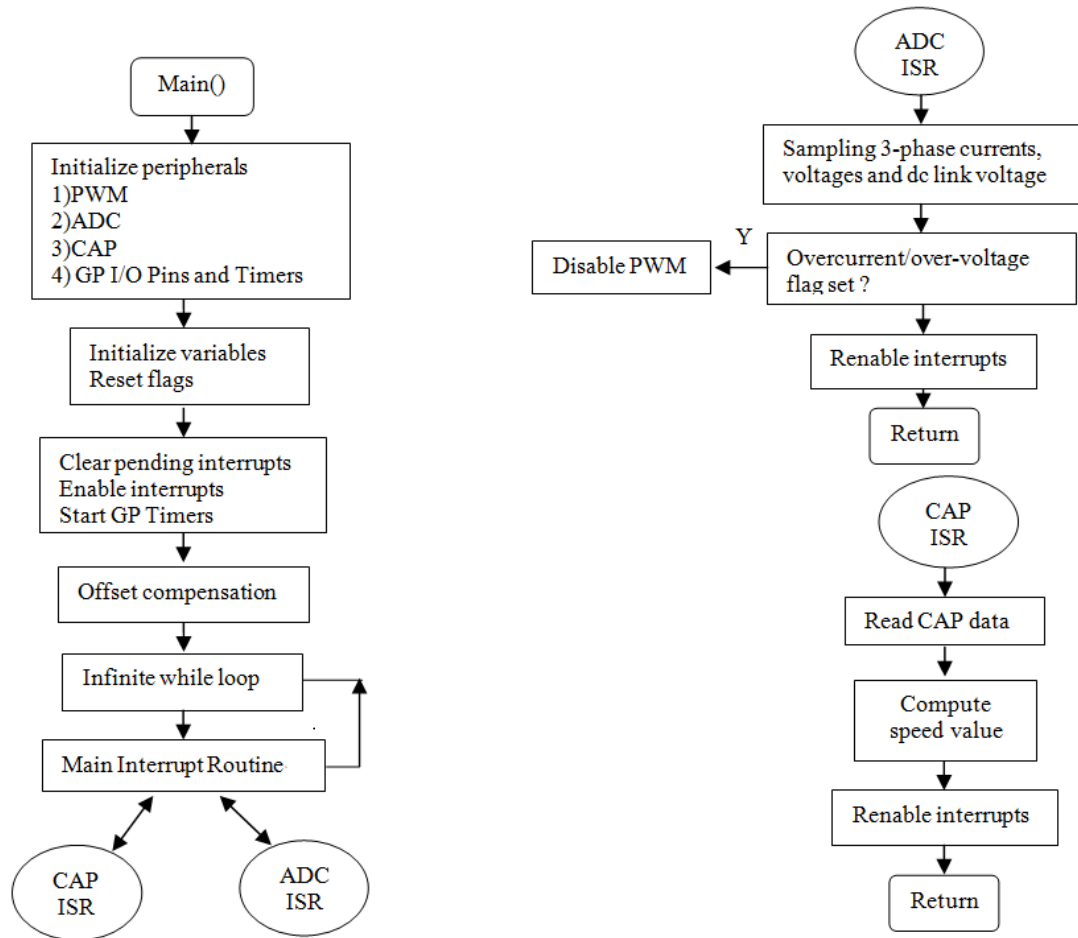 Main()
Initialize peripherals
1)PWM
2)ADC
3)CAP
4) GP I/O Pins and Timers
Initialize variables
Reset flags
Clear pending interrupts
Enable interrupts
Start GP Timers
Offset compensation
Infinite while loop
Main Interrupt Routine
CAP
ISR
ADC
ISR
ADC
ISR
Sampling 3-phase currents,
voltages and dc link voltage
Y
Disable PWM
Overcurrent/over-voltage
flag set ?
Renable interrupts
Return
CAP
ISR
Read CAP data
Compute
speed value
Renable interrupts
Return